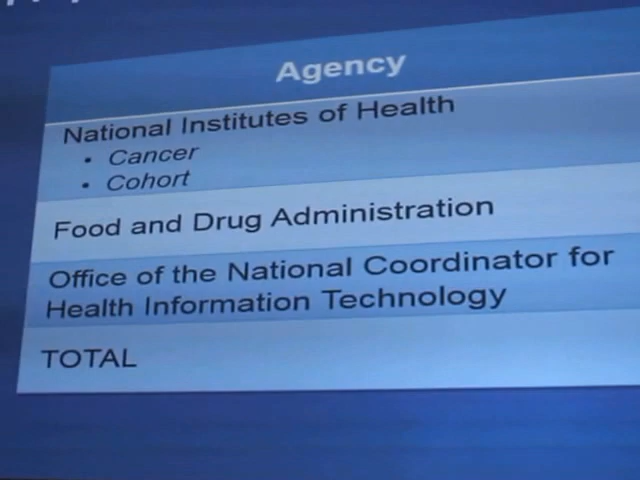 Agency
National Institutes of Health
• Cancer
• Cohort
Food and Drug Administration
Office of the National Coordinator for
Health Information Technology
TOTAL